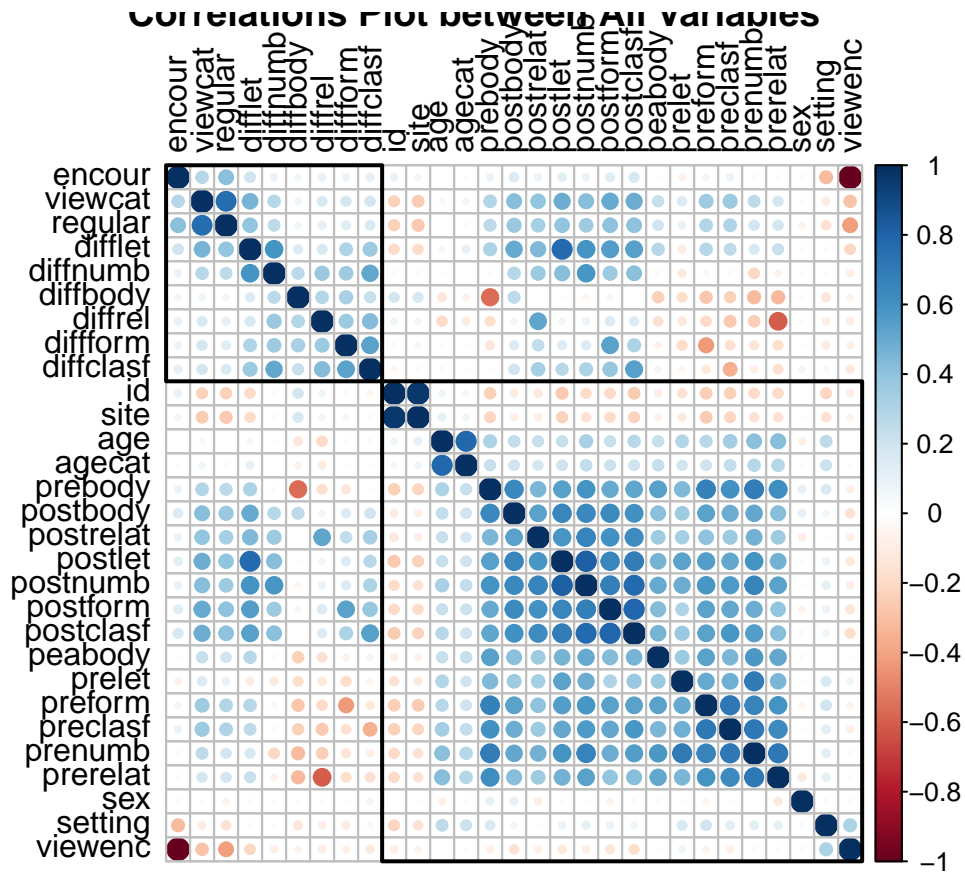 Correlations Plot between All Variables
encour viewcat regular difflet diffnumb diffbody diffrel diffform diffclasf id site age agecat prebody postbody postrelat postlet postnumb postform postclasf peabody prelet preform preclasf prenumb prerelat sex setting viewenc
encour
viewcat
regular
difflet
diffnumb
diffbody
diffrel
diffform
diffclasf
id
site
age
agecat
prebody
postbody
postrelat
postlet
postnumb
postform
postclasf
peabody
prelet
preform
preclasf
prenumb
prerelat
sex
setting
viewenc
1
0.8
0.6
0.4
0.2
0
−0.2
−0.4
−0.6
−0.8
−1